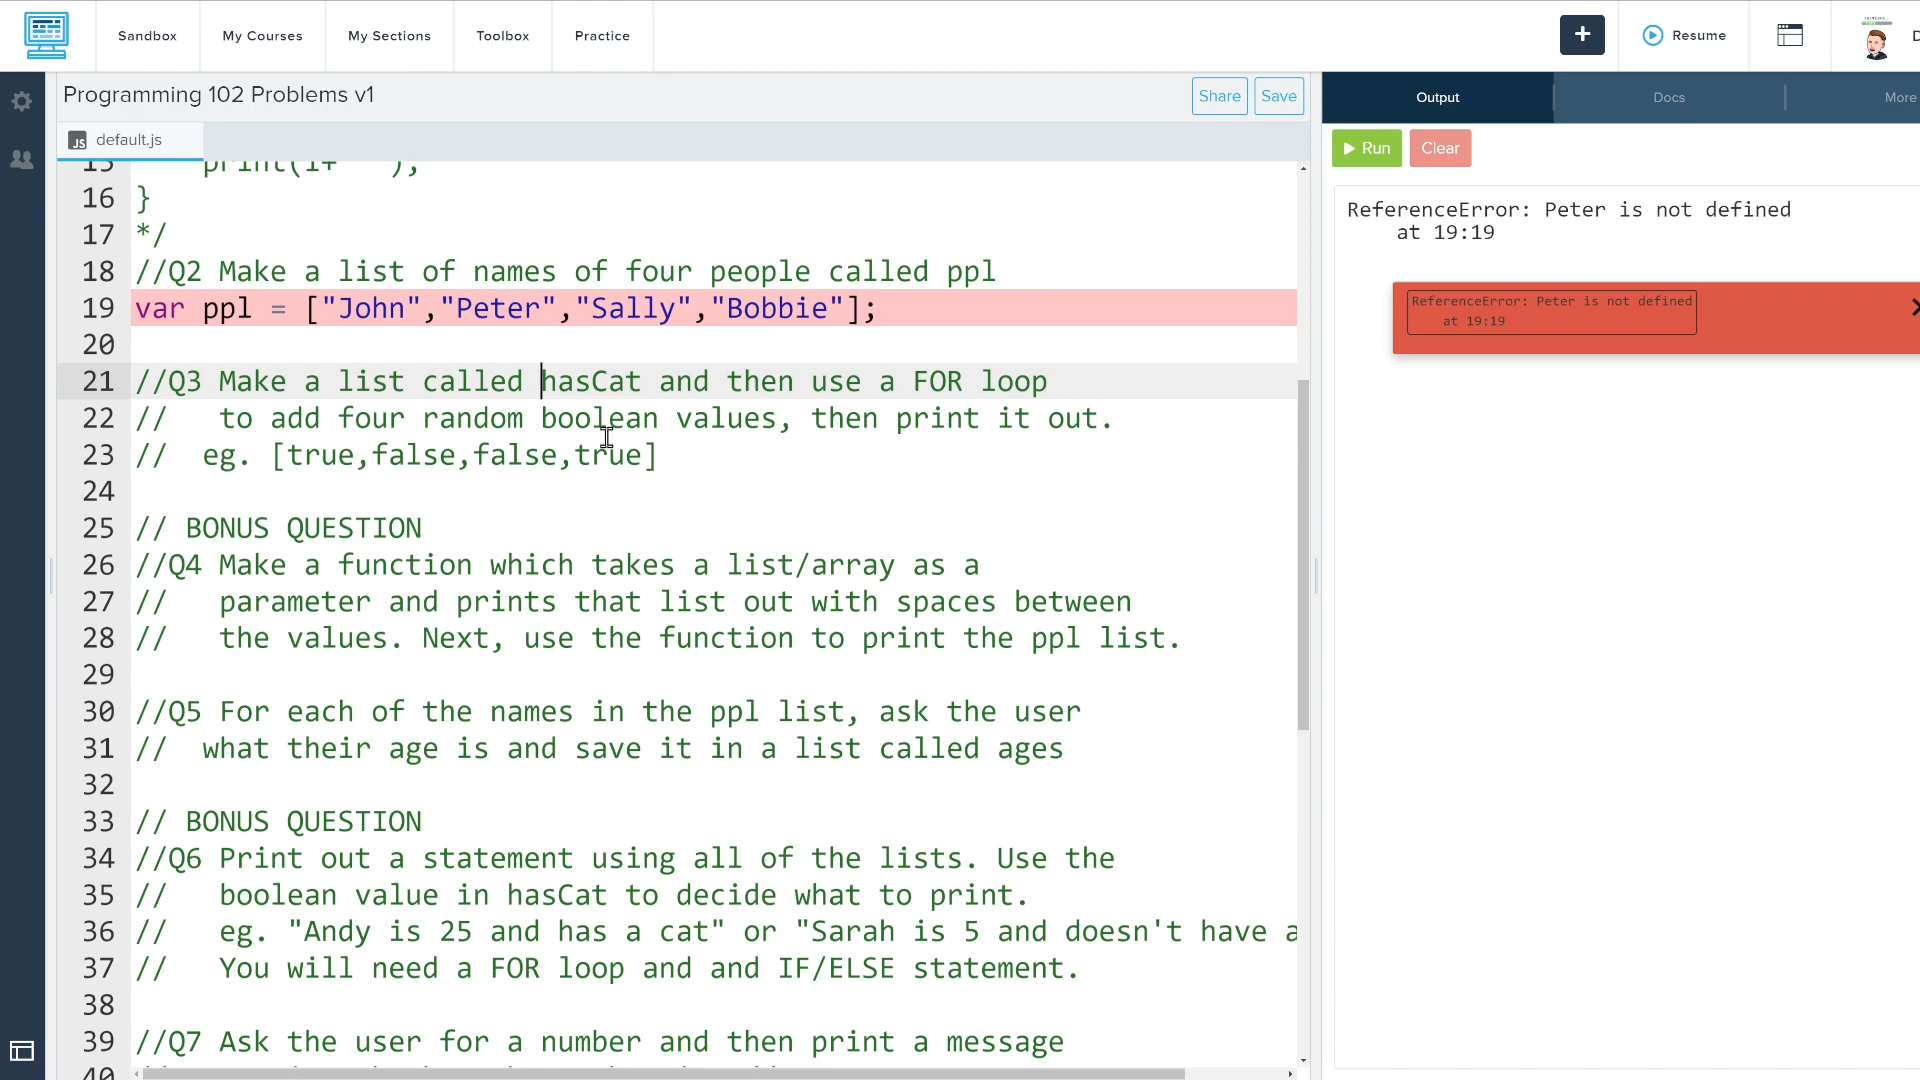 Sandbox
My Courses
My Sections
Toolbox
Practice
+
Resume
Programming 102 Problems v1
Share
Save
JS default.js
Output
Docs
More
Run
Clear
16 }
17 */
18 //Q2 Make a list of names of four people called ppl
19 var ppl = ["John","Peter","Sally","Bobbie"];
20
21 //Q3 Make a list called hasCat and then use a FOR loop
22 //   to add four random boolean values, then print it out.
23 //  eg. [true,false,false,true]
24
25 // BONUS QUESTION
26 //Q4 Make a function which takes a list/array as a
27 //   parameter and prints that list out with spaces between
28 //   the values. Next, use the function to print the ppl list.
29
30 //Q5 For each of the names in the ppl list, ask the user
31 //  what their age is and save it in a list called ages
32
33 // BONUS QUESTION
34 //Q6 Print out a statement using all of the lists. Use the
35 //   boolean value in hasCat to decide what to print.
36 //   eg. "Andy is 25 and has a cat" or "Sarah is 5 and doesn't have a
37 //   You will need a FOR loop and and IF/ELSE statement.
38
39 //Q7 Ask the user for a number and then print a message
40
ReferenceError: Peter is not defined
at 19:19
ReferenceError: Peter is not defined
at 19:19